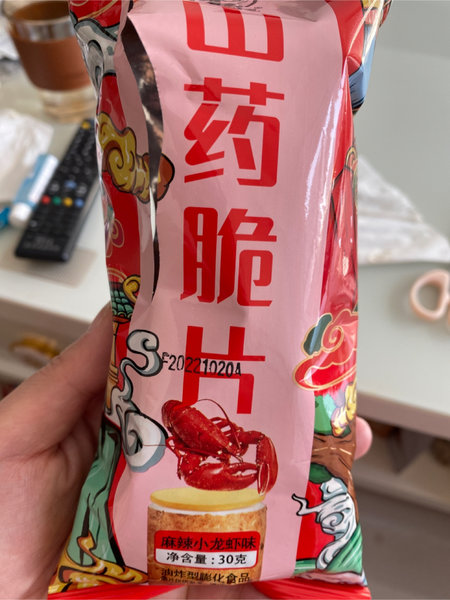 山
药
脆
片
F20221020A
麻辣小龙虾味
净含量:30克
油炸型膨化食品